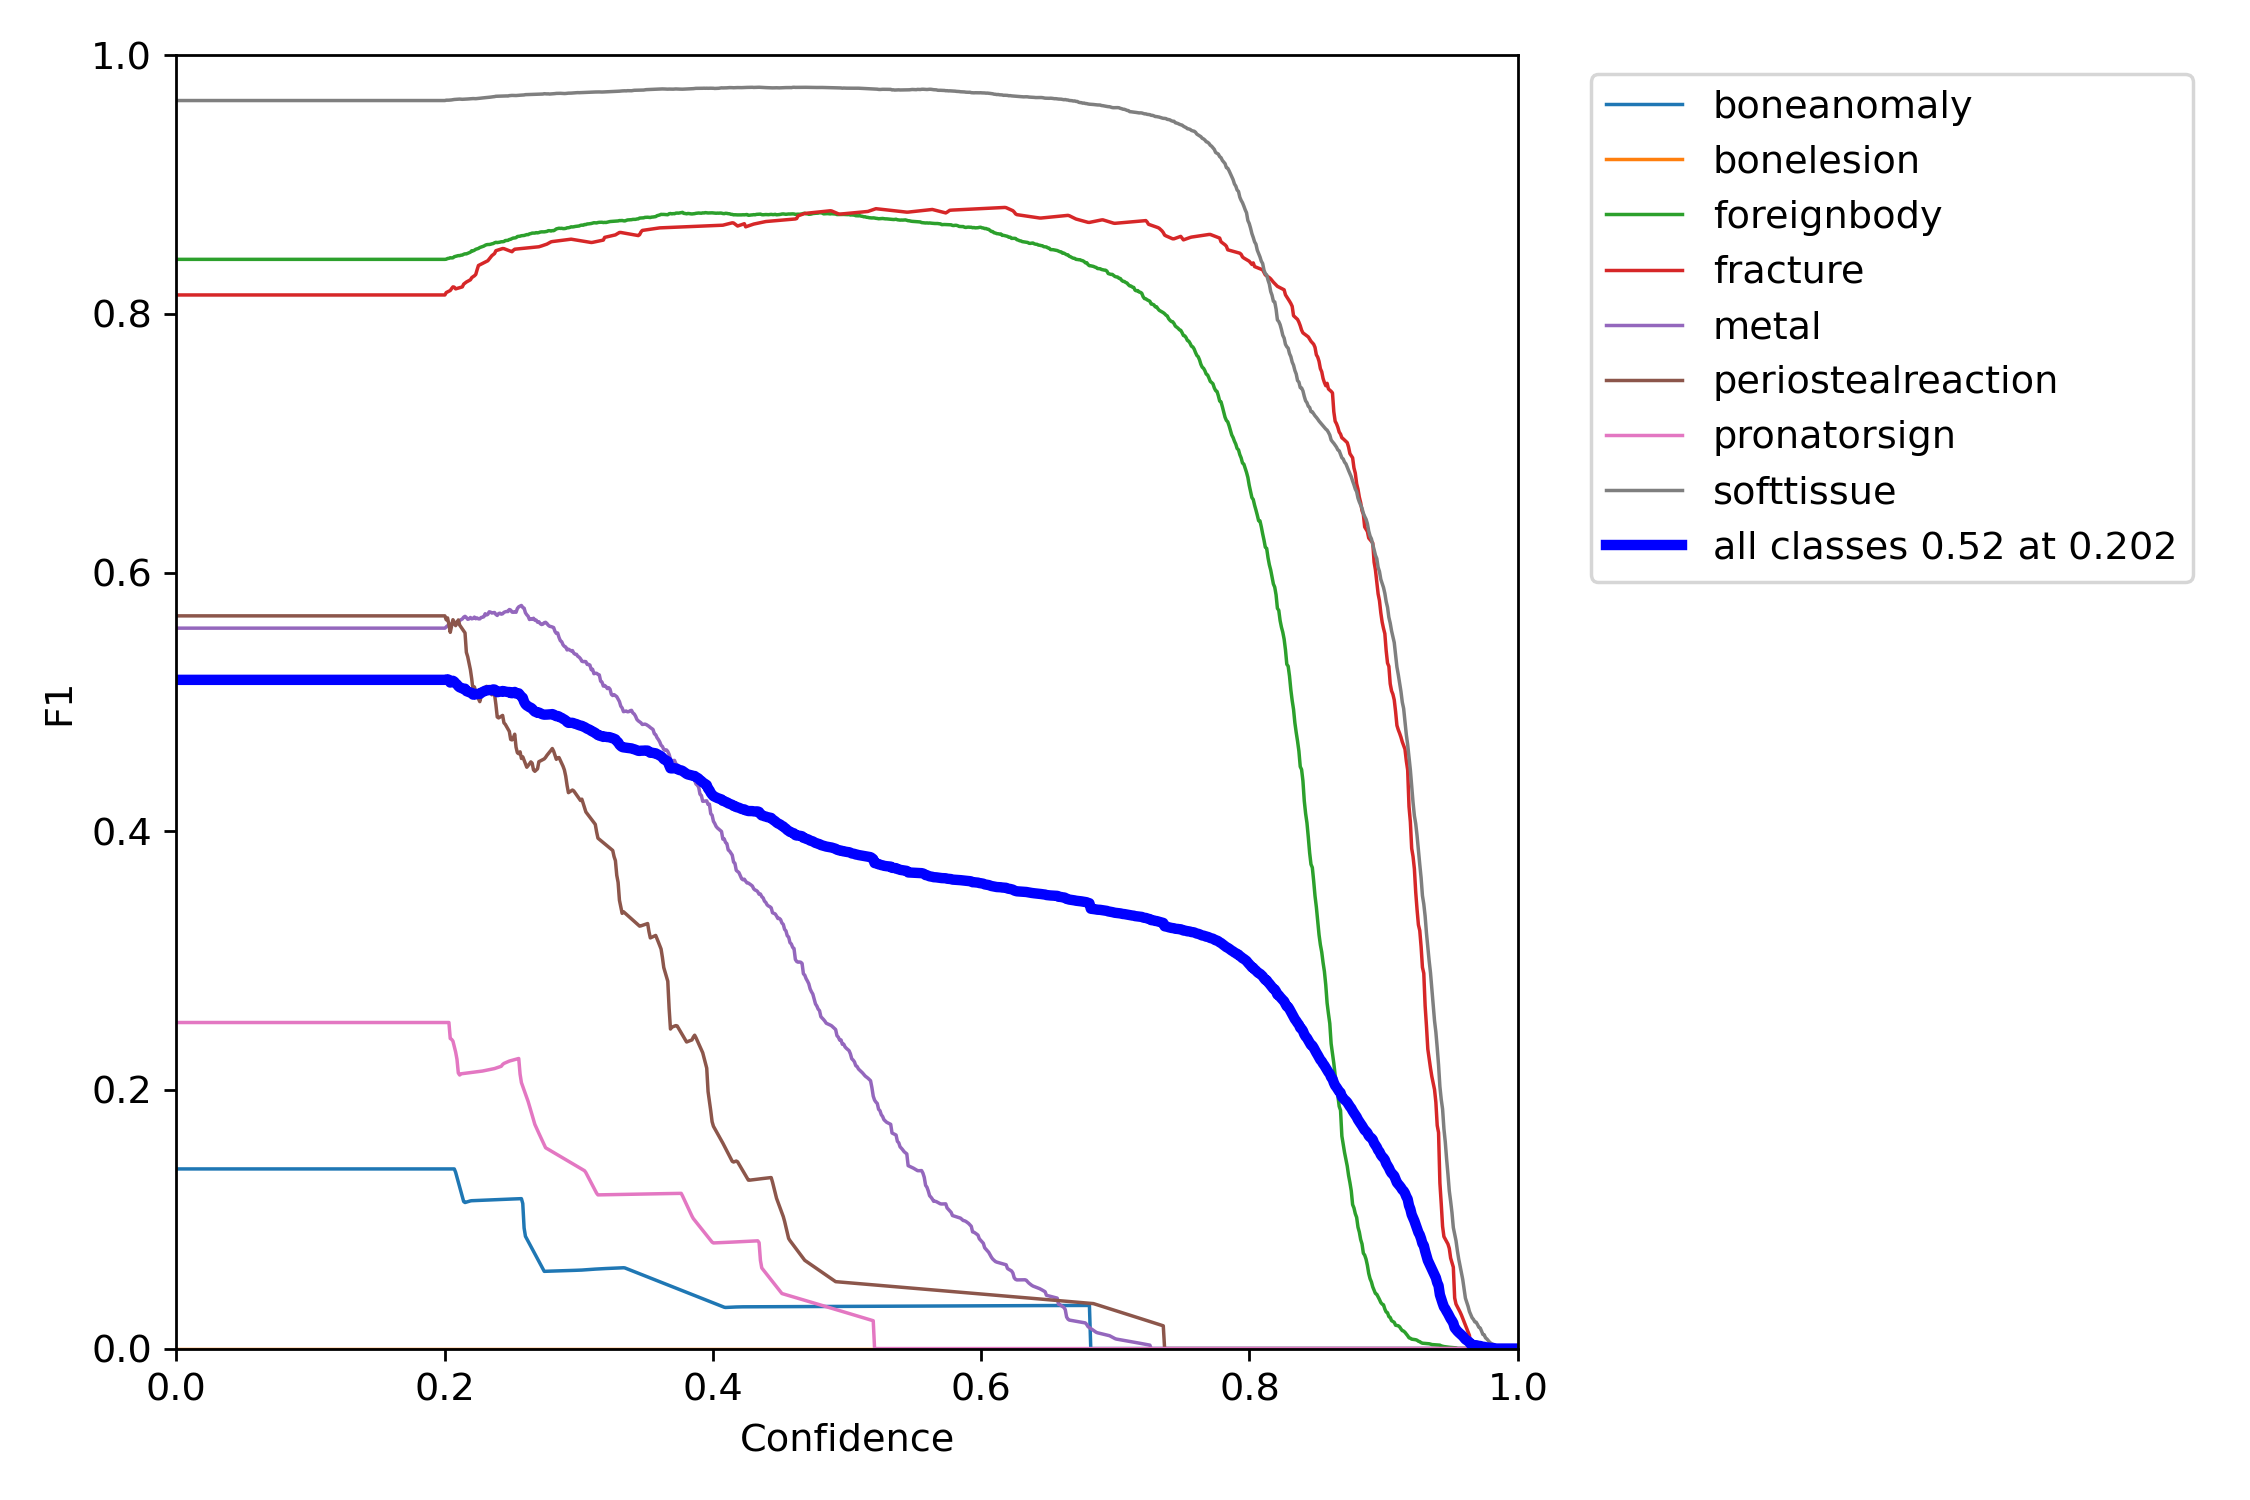 1.0
0.8
0.6
0.4
0.2
0.0
F1
0.0 0.2 0.4 0.6 0.8 1.0
Confidence
boneanomaly
bonelesion
foreignbody
fracture
metal
periostealreaction
pronatorsign
softtissue
all classes 0.52 at 0.202